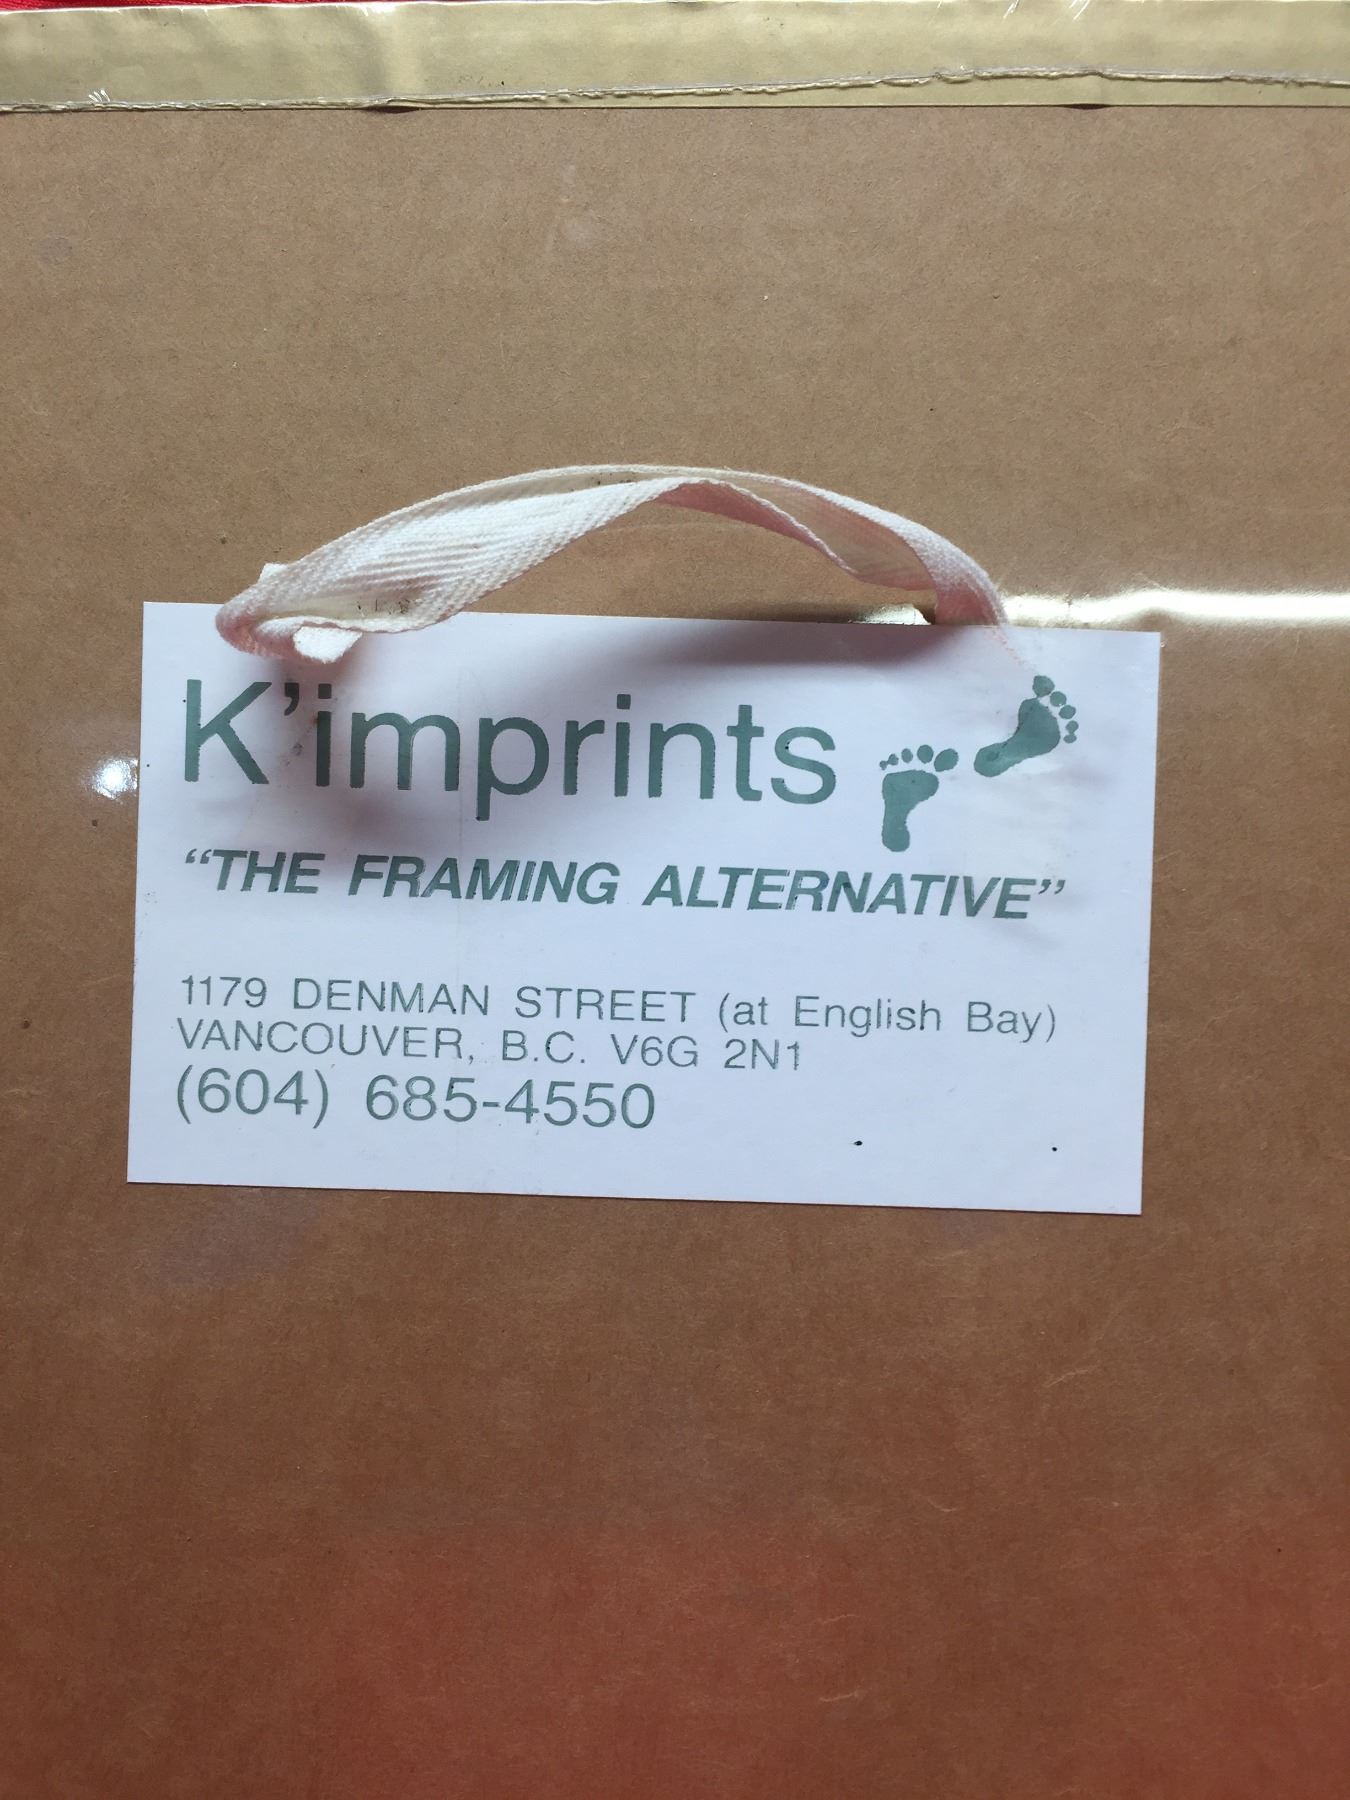 K'imprints
“THE FRAMING ALTERNATIVE”
1179 DENMAN STREET (at English Bay)
VANCOUVER, B.C. V6G 2N1
(604) 685-4550